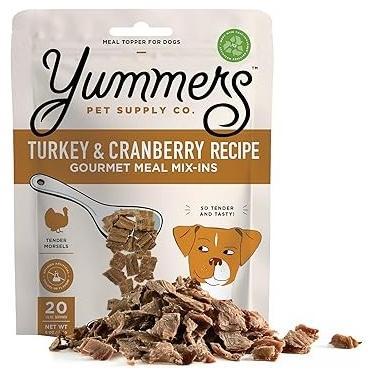 MEAL TOPPER FOR DOGS
Yummers™
PET SUPPLY CO.
TURKEY & CRANBERRY RECIPE
GOURMET MEAL MIX-INS
SO TENDER
AND TASTY!
TENDER
MORSELS
20
NET WT